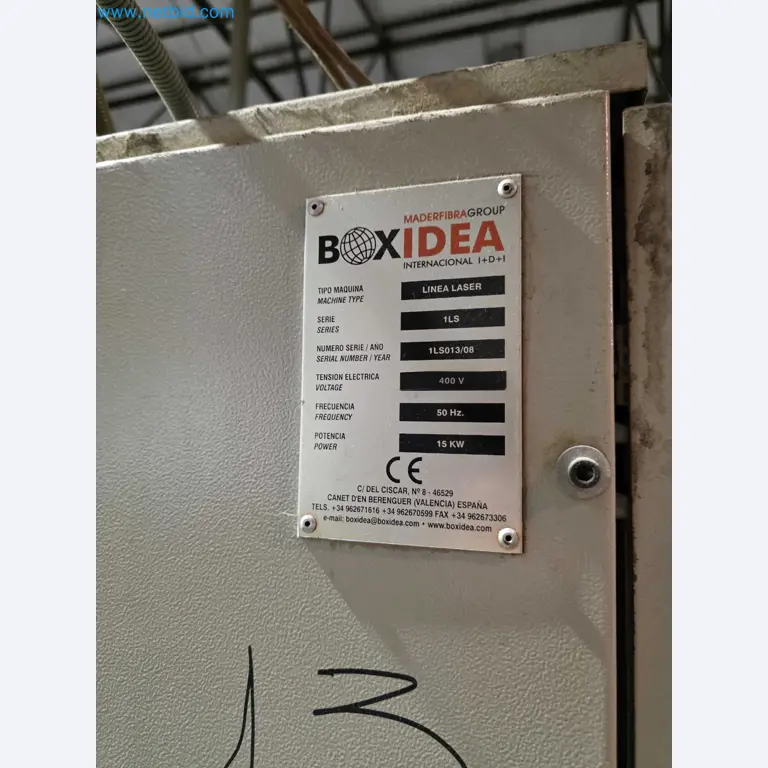 www.netbid.com
MADERFIBRAGROUP
BOXIDEA
INTERNACIONAL I+D+I
TIPO MAQUINA
MACHINE TYPE
LINEA LASER
SERIE
SERIES
1LS
NUMERO SERIE / AÑO
SERIAL NUMBER / YEAR
1LS013/08
TENSION ELECTRICA
VOLTAGE
400 V
FRECUENCIA
FREQUENCY
50 Hz.
POTENCIA
POWER
15 KW
CE
C/ DEL CISCAR, Nº 8 - 46529
CANET D'EN BERENGUER (VALENCIA) ESPAÑA
TELS. +34 962671616 +34 962670599 FAX +34 962673306
e-mail: boxidea@boxidea.com · www.boxidea.com
13